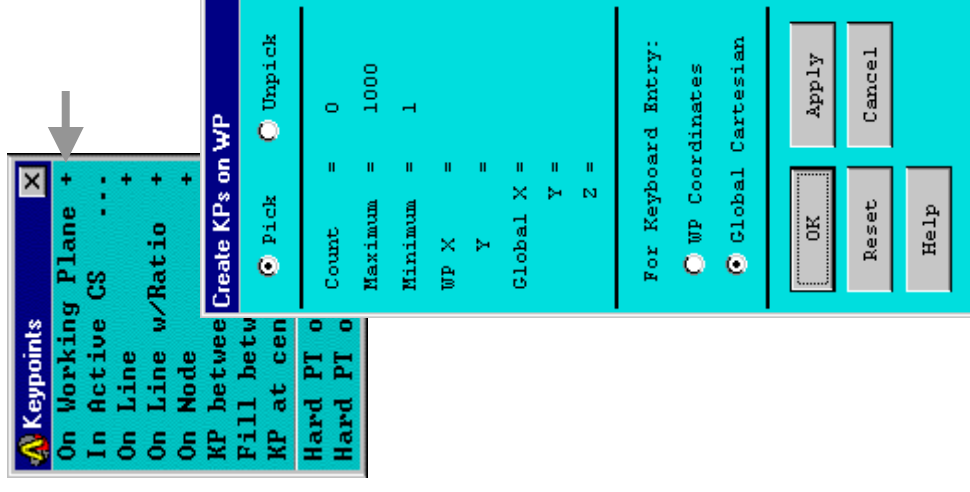 Keypoints
On Working Plane +
In Active CS ...
On Line +
On Line w/Ratio +
On Node +
KP betwee
Fill betw
KP at cen
Hard PT o
Hard PT o
Create KPs on WP
Pick Unpick
Count = 0
Maximum = 1000
Minimum = 1
WP X =
Y =
Global X =
Y =
Z =
For Keyboard Entry:
WP Coordinates
Global Cartesian
OK Apply
Reset Cancel
Help